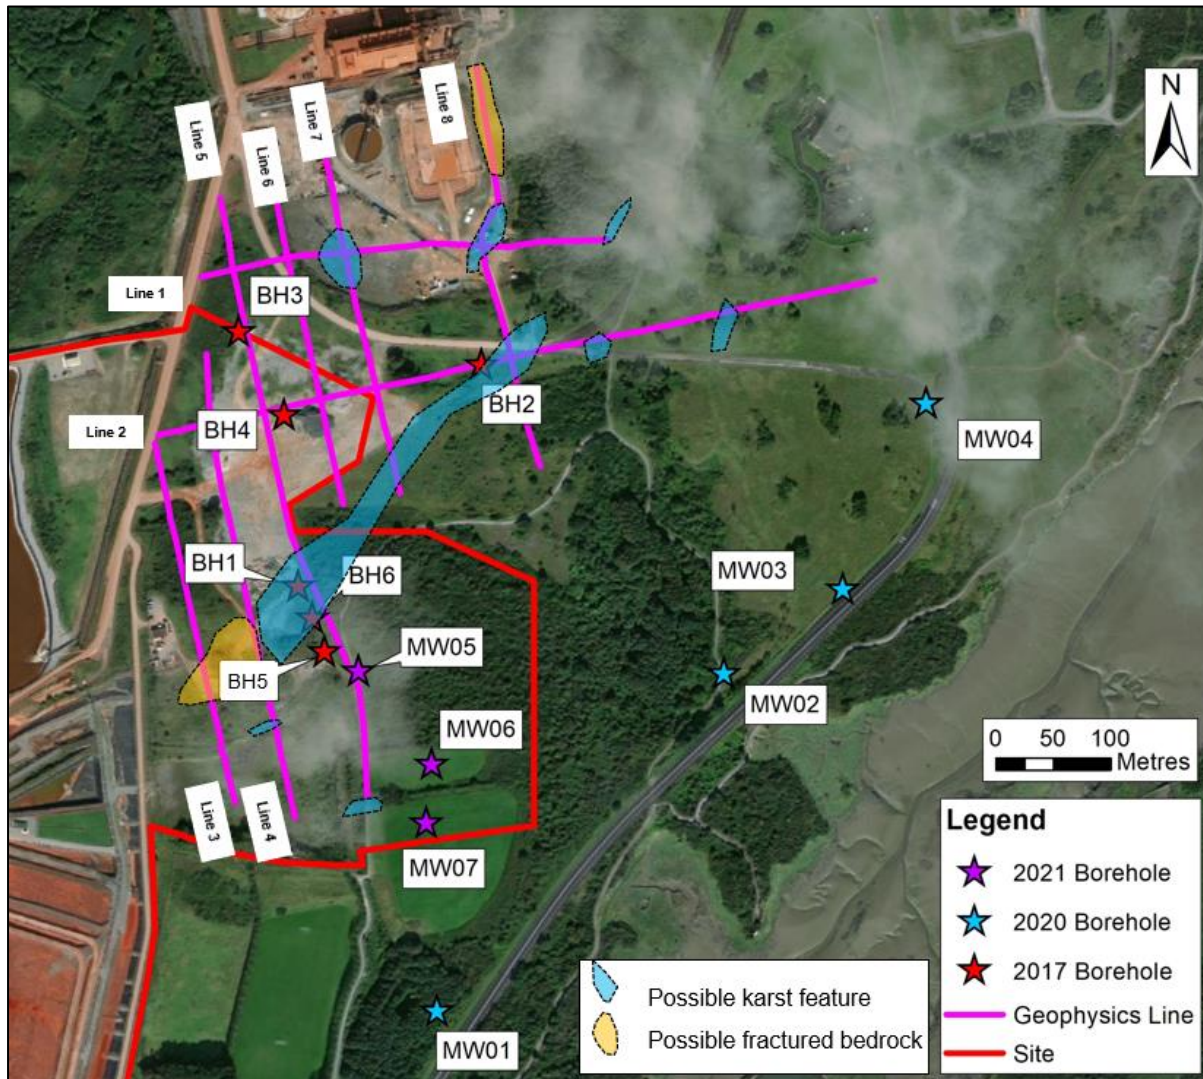 Line 5
Line 6
Line 7
Line 8
N
Line 1
BH3
Line 2
BH4
BH2
MW04
BH1
BH6
MW03
BH5
MW05
MW02
MW06
MW07
Line 3
Line 4
MW01
0 50 100
Metres
Legend
2021 Borehole
2020 Borehole
2017 Borehole
Geophysics Line
Site
Possible karst feature
Possible fractured bedrock